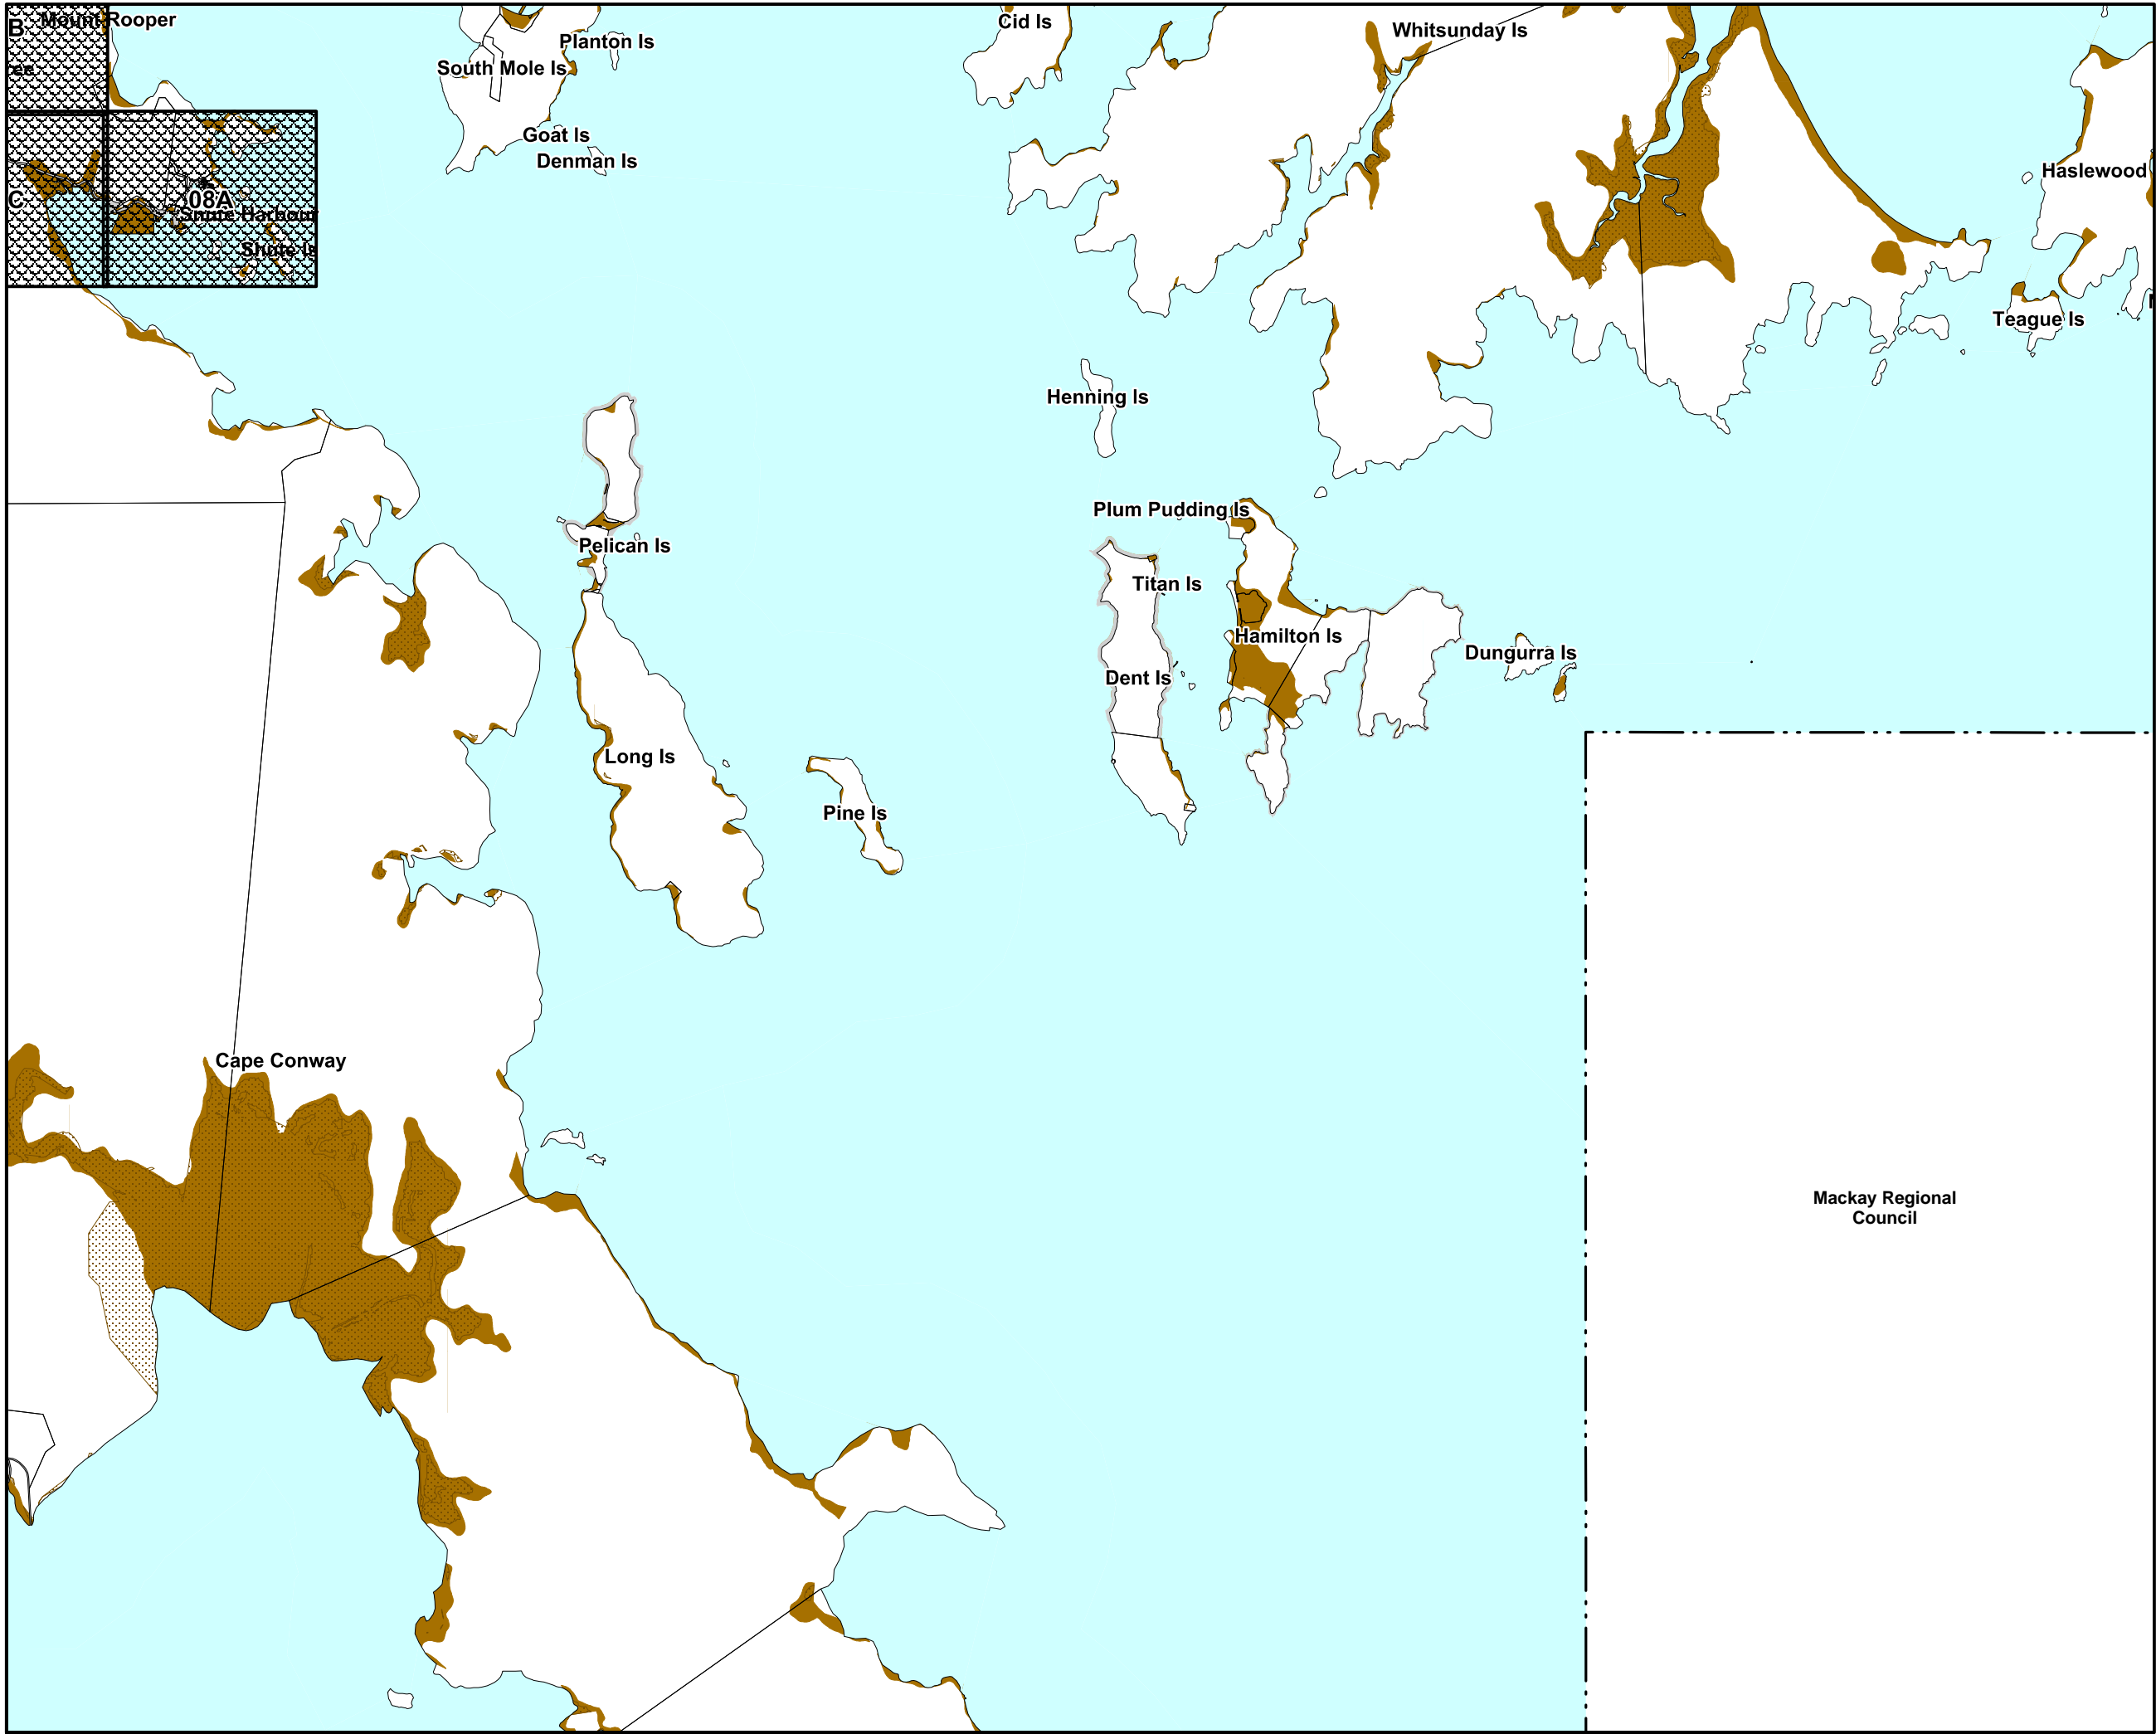 B
Mount Rooper
Planton Is
South Mole Is
Cid Is
Whitsunday Is
ee
Goat Is
Denman Is
Haslewood
C
08A
Shute Harbour
Shute Is
Teague Is
Henning Is
Plum Pudding Is
Pelican Is
Titan Is
Hamilton Is
Dungurra Is
Dent Is
Long Is
Pine Is
Cape Conway
Mackay Regional
Council